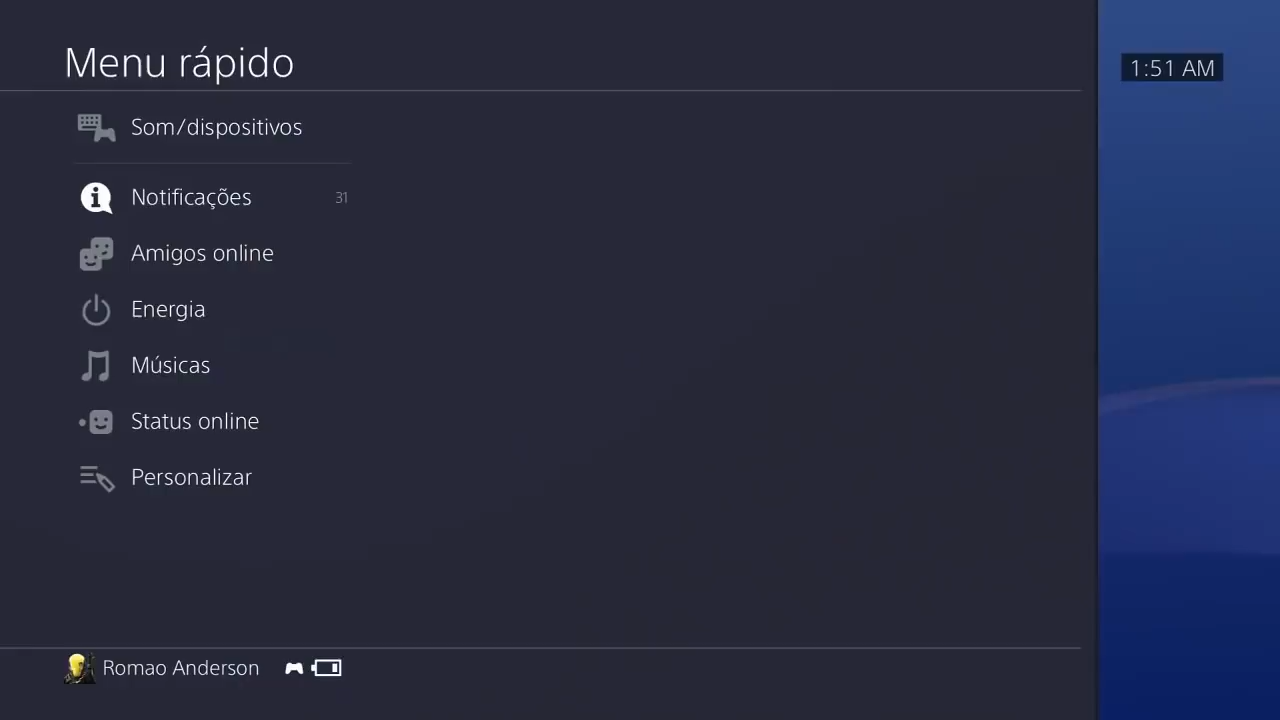 Menu rápido
1:51 AM
Som/dispositivos
Notificações 31
Amigos online
Energia
Músicas
Status online
Personalizar
Romao Anderson